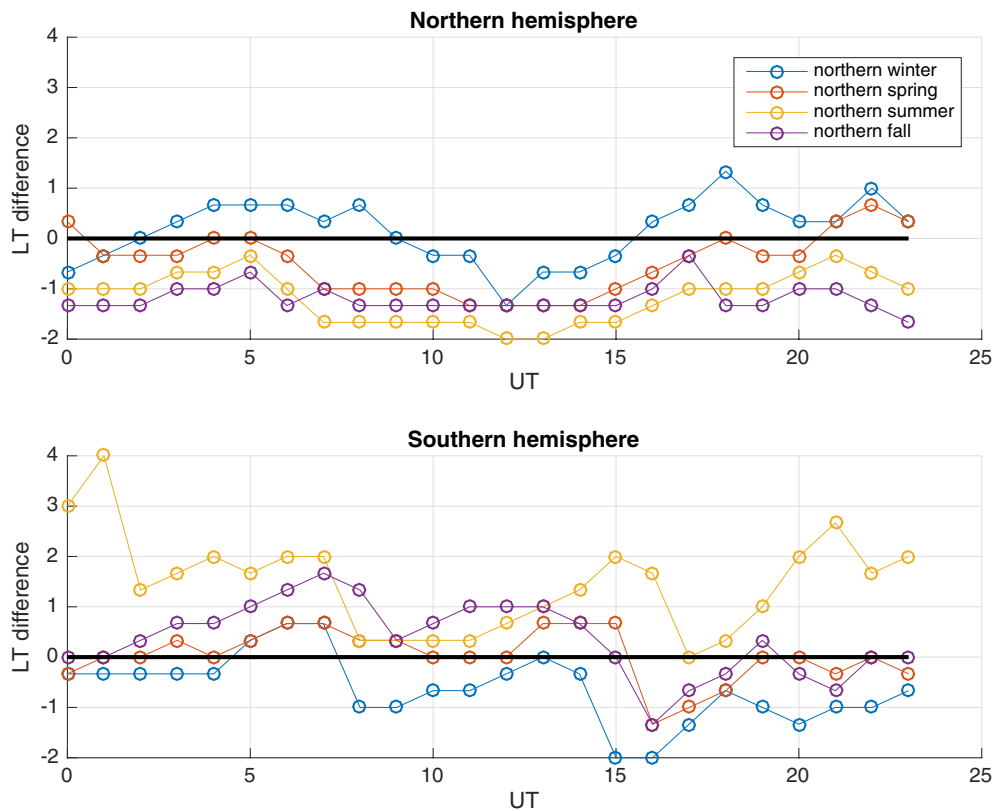 Northern hemisphere
4
3
2
1
0
-1
-2
LT difference
northern winter
northern spring
northern summer
northern fall
0 5 10 15 20 25
UT
Southern hemisphere
4
3
2
1
0
-1
-2
LT difference
0 5 10 15 20 25
UT